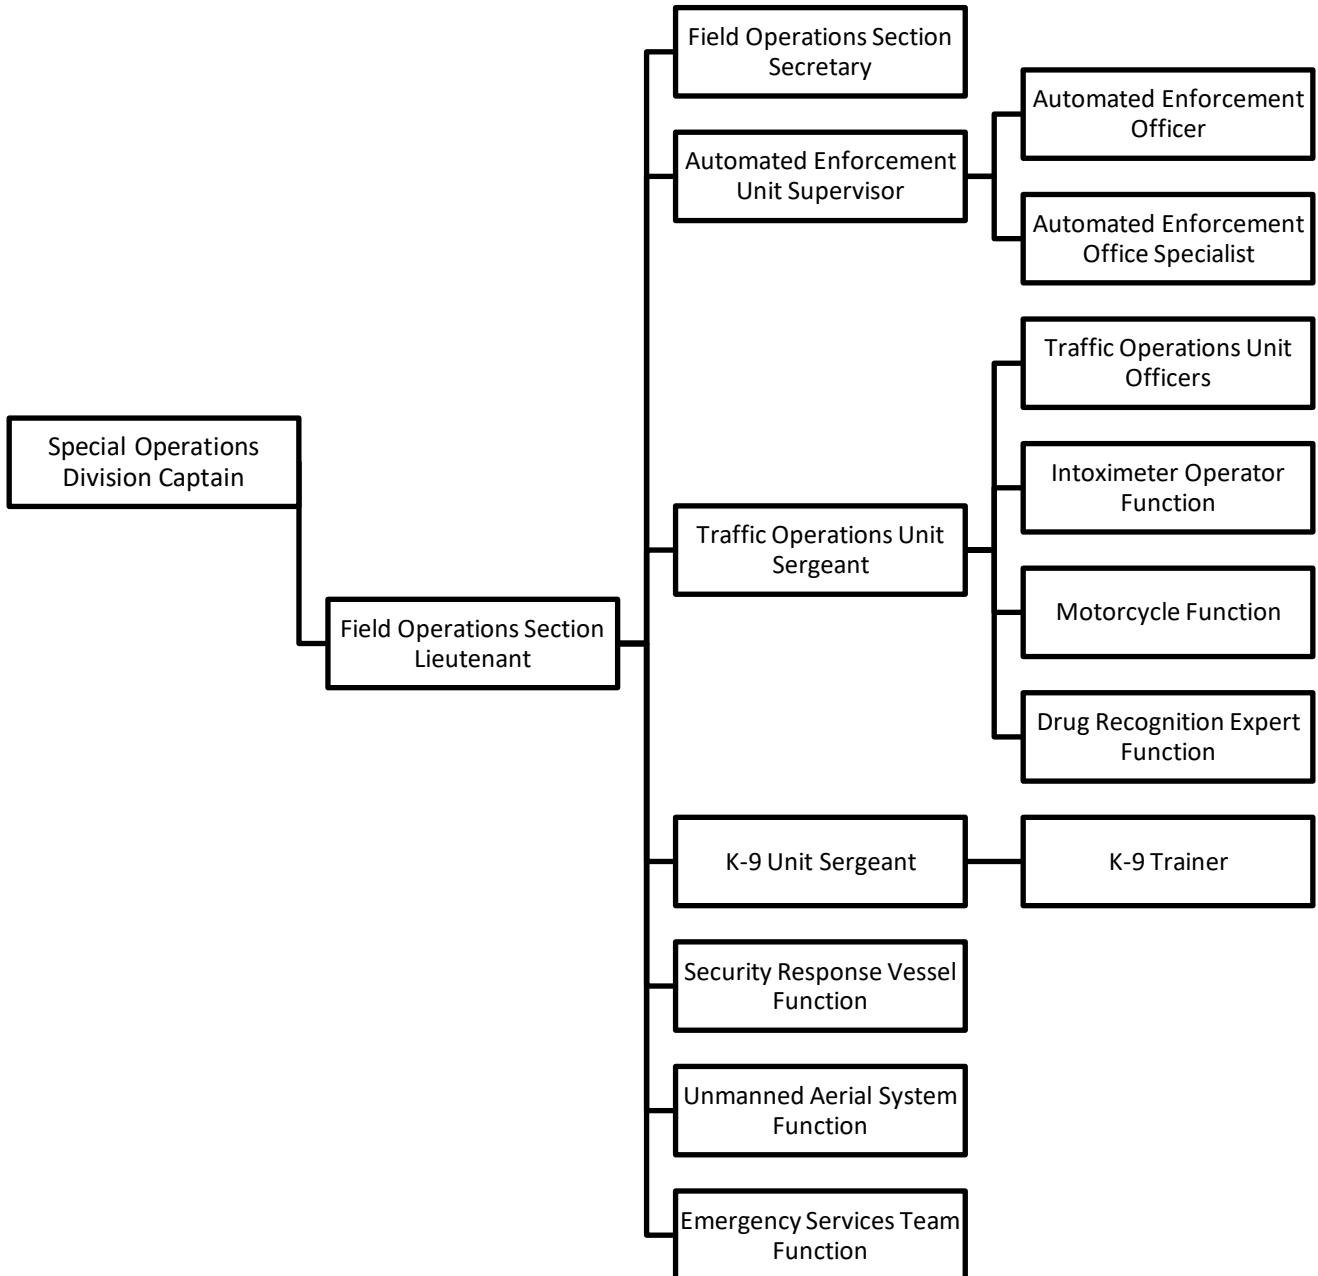 Field Operations Section
Secretary
Automated Enforcement
Officer
Automated Enforcement
Unit Supervisor
Automated Enforcement
Office Specialist
Traffic Operations Unit
Officers
Special Operations
Division Captain
Intoximeter Operator
Function
Traffic Operations Unit
Sergeant
Motorcycle Function
Field Operations Section
Lieutenant
Drug Recognition Expert
Function
K-9 Unit Sergeant
K-9 Trainer
Security Response Vessel
Function
Unmanned Aerial System
Function
Emergency Services Team
Function